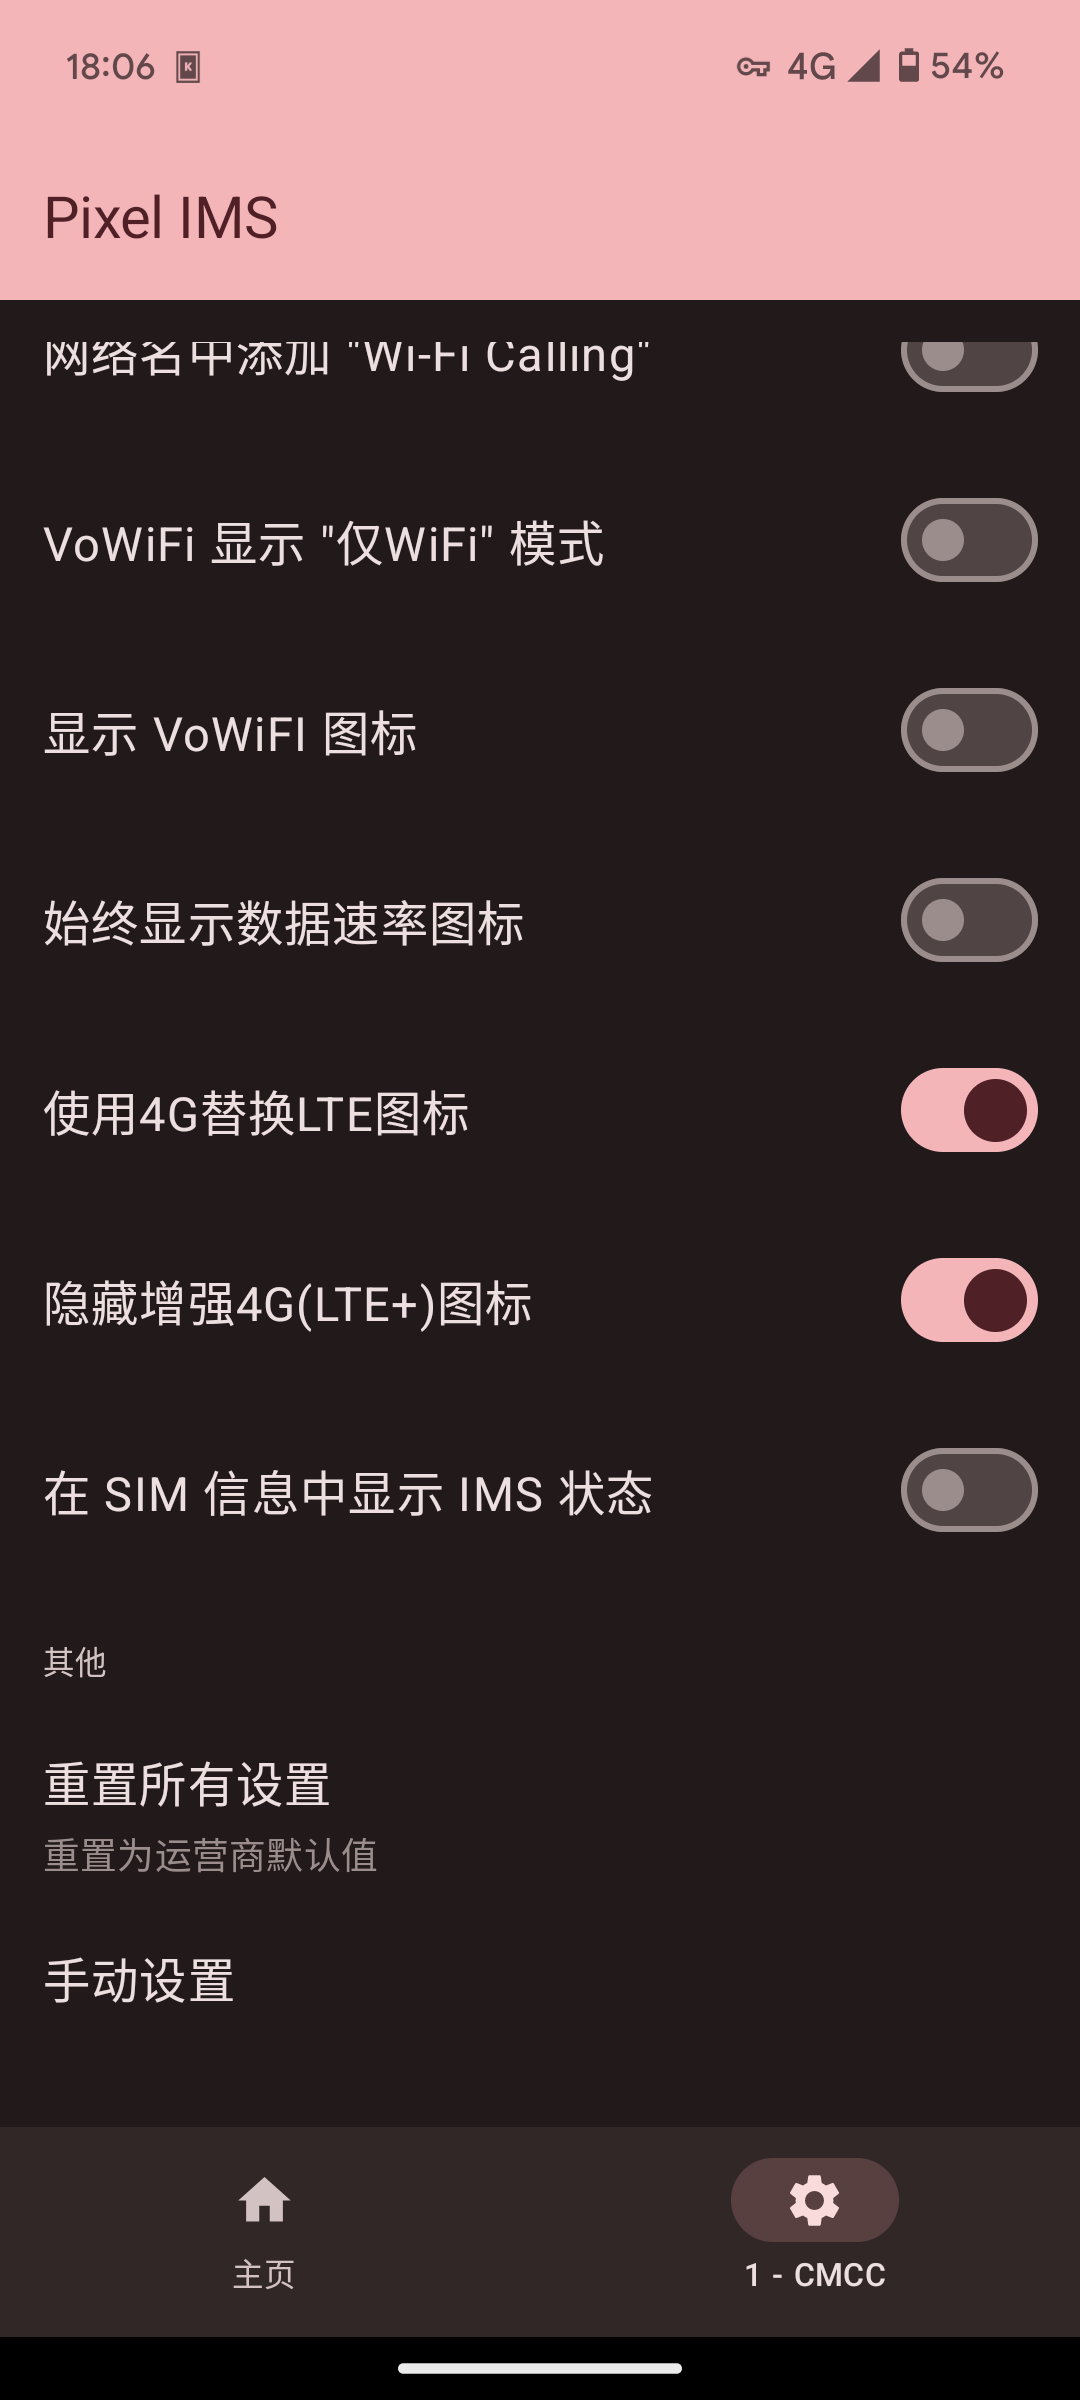 18:06
4G
54%
Pixel IMS
网络名中添加 "Wi-Fi Calling"
VoWiFi 显示 "仅WiFi" 模式
显示 VoWiFI 图标
始终显示数据速率图标
使用4G替换LTE图标
隐藏增强4G(LTE+)图标
在 SIM 信息中显示 IMS 状态
其他
重置所有设置
重置为运营商默认值
手动设置
主页
1 - CMCC